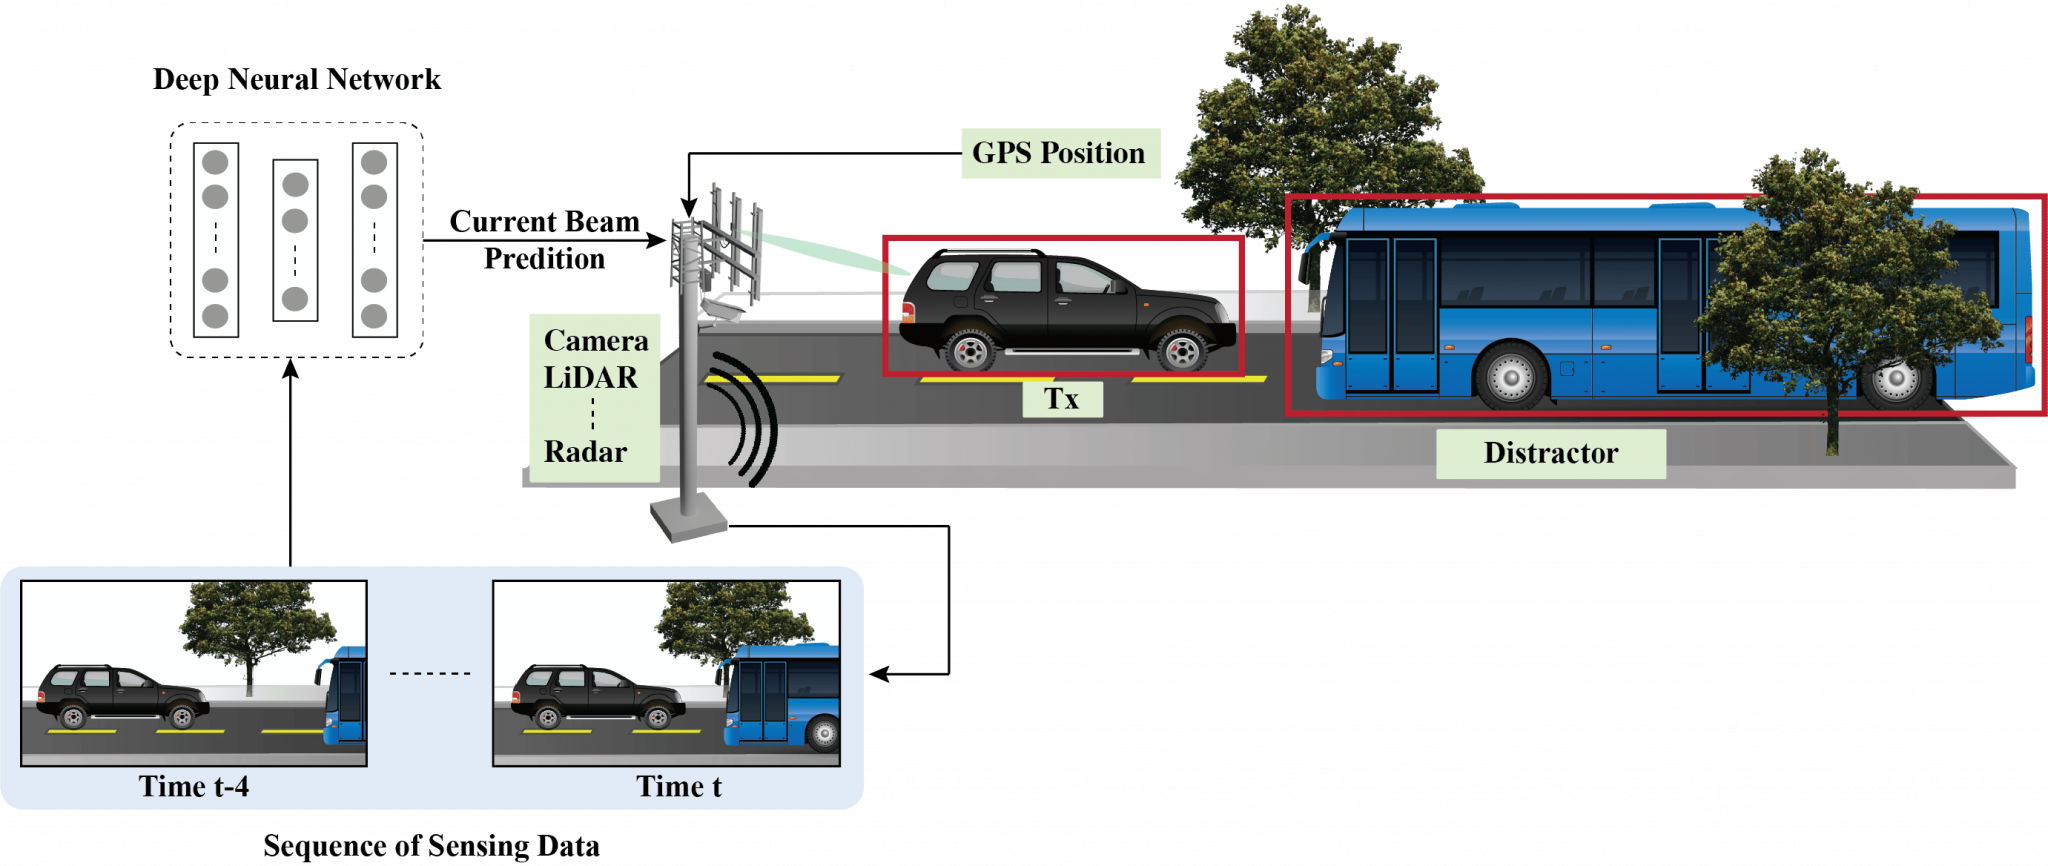 Deep Neural Network
GPS Position
Current Beam
Predition
Camera
LiDAR
Radar
Tx
Distractor
Time t-4
Time t
Sequence of Sensing Data